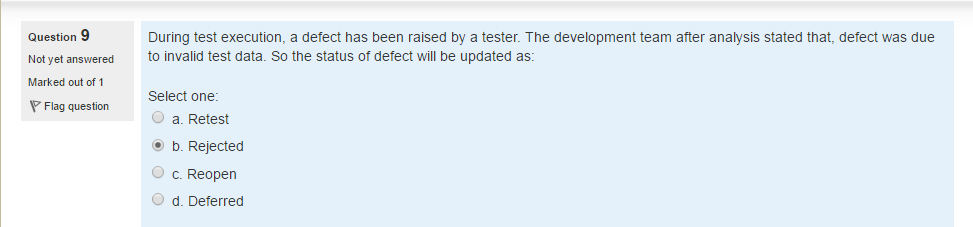 Question 9
Not yet answered
Marked out of 1
Flag question
During test execution, a defect has been raised by a tester. The development team after analysis stated that, defect was due
to invalid test data. So the status of defect will be updated as:
Select one:
a. Retest
b. Rejected
c. Reopen
d. Deferred